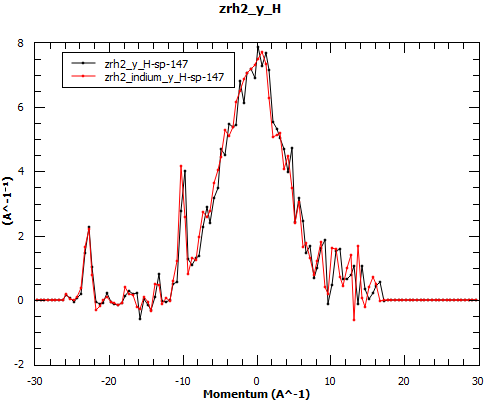 zrh2_y_H
zrh2_y_H-sp-147
zrh2_indium_y_H-sp-147
8
6
4
2
0
-2
(A^-1-¹)
-30 -20 -10 0 10 20 30
Momentum (A^-1)